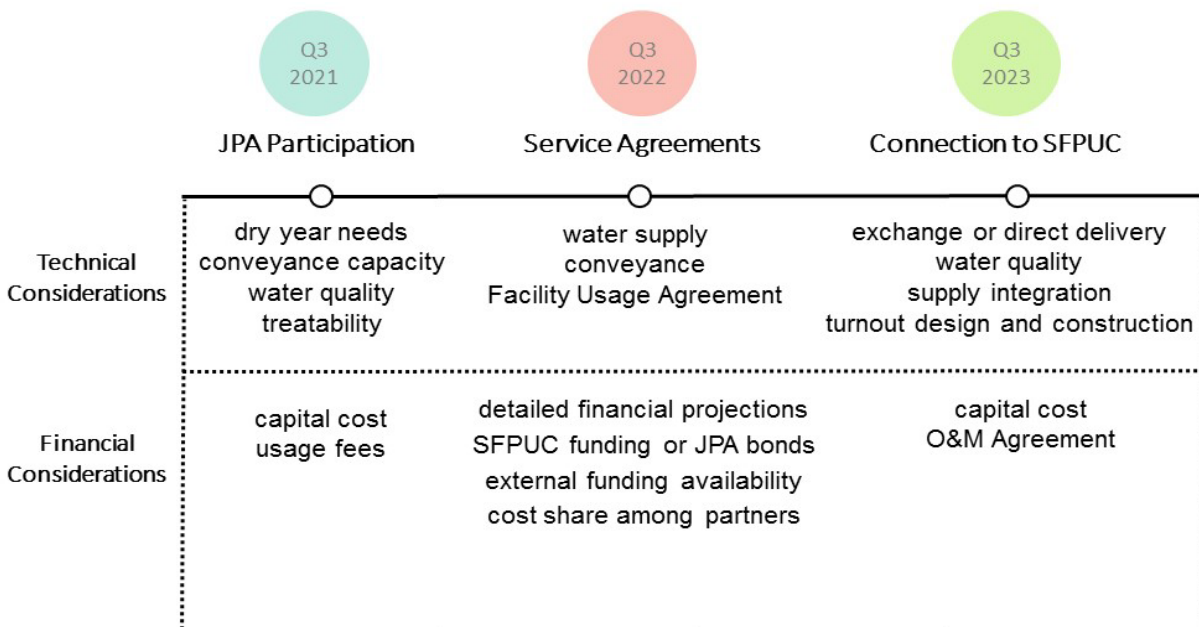 Q3
2021
Q3
2022
Q3
2023
JPA Participation
Service Agreements
Connection to SFPUC
Technical
Considerations
dry year needs
conveyance capacity
water quality
treatability
water supply
conveyance
Facility Usage Agreement
exchange or direct delivery
water quality
supply integration
turnout design and construction
Financial
Considerations
capital cost
usage fees
detailed financial projections
SFPUC funding or JPA bonds
external funding availability
cost share among partners
capital cost
O&M Agreement